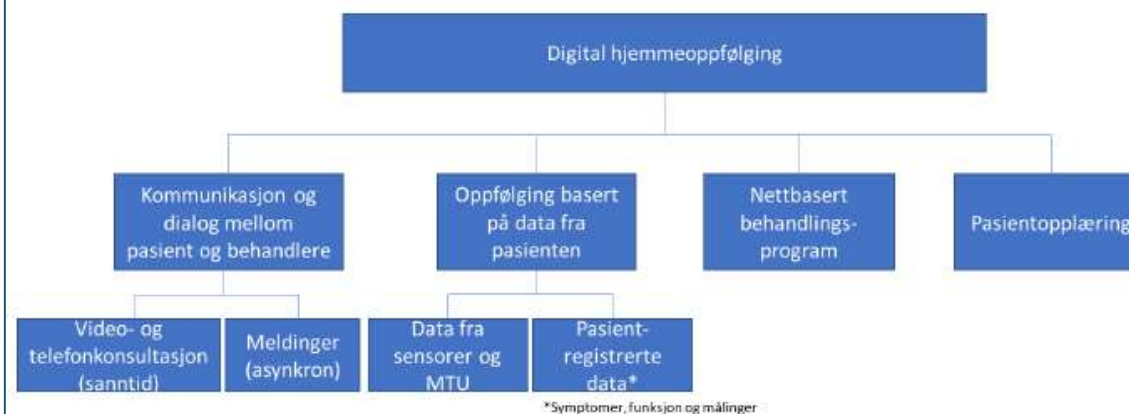 Digital hjemmeoppfølging
Kommunikasjon og
dialog mellom
pasient og behandlere
Oppfølging basert
på data fra
pasienten
Nettbasert
behandlings-
program
Pasientopplæring
Video- og
telefonkonsultasjon
(sanntid)
Meldinger
(asynkron)
Data fra
sensorer og
MTU
Pasient-
registrerte
data*
*Symptomer, funksjon og målinger